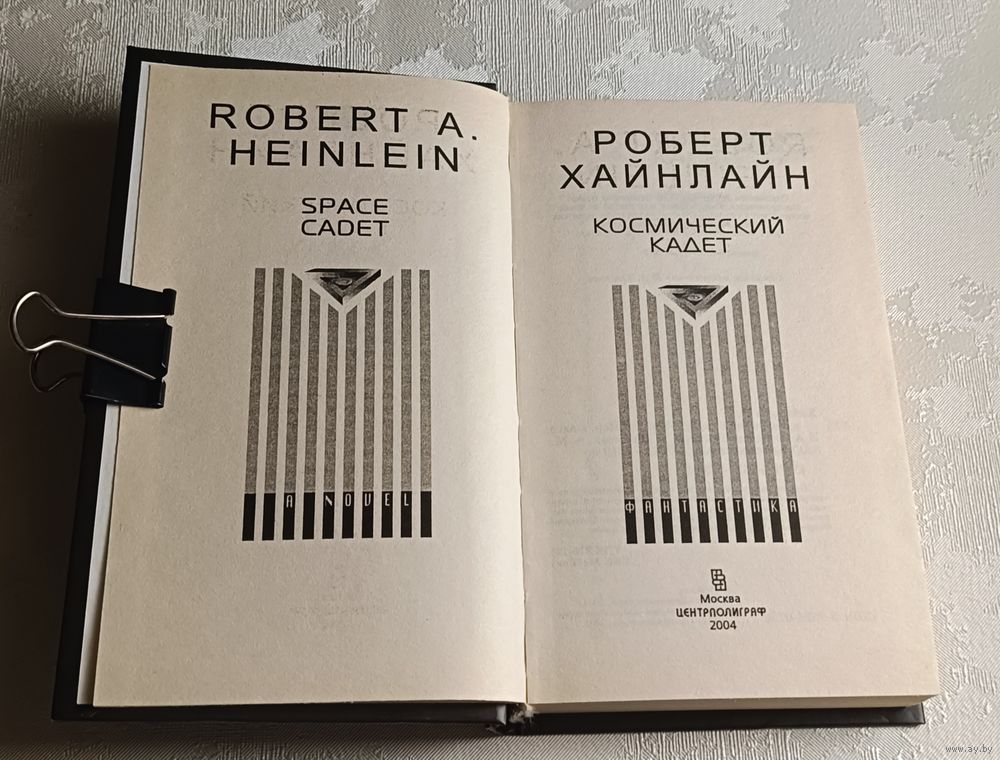 ROBERT A.
HEINLEIN
SPACE
CADET
A NOVEL
РОБЕРТ
ХАЙНЛАЙН
КОСМИЧЕСКИЙ
КАДЕТ
ФАНТАСТИКА
Москва
ЦЕНТРПОЛИГРАФ
2004
www.ay.by